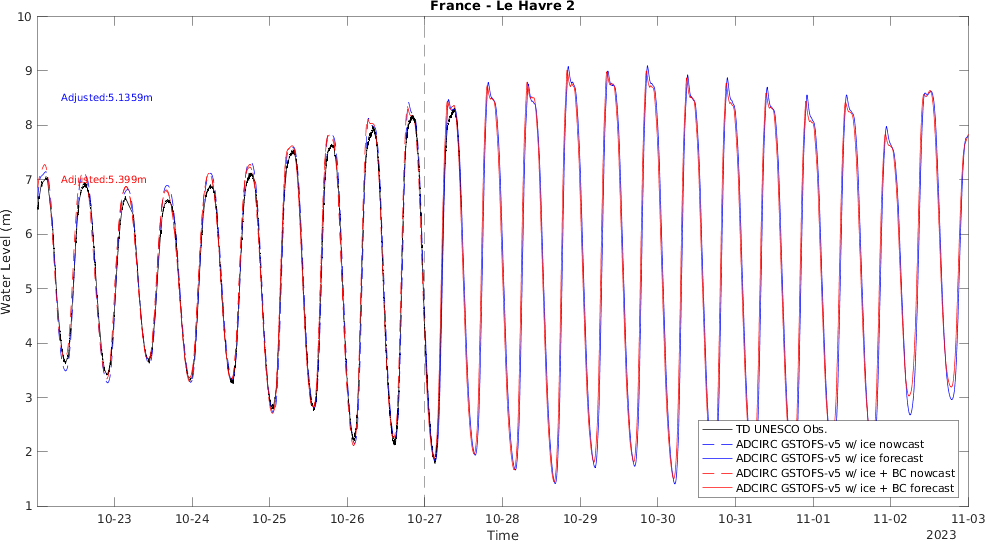 France - Le Havre 2
10
9
8
7
6
5
4
3
2
1
Water Level (m)
Adjusted:5.1359m
Adjusted:5.399m
TD UNESCO Obs.
ADCIRC GSTOFS-v5 w/ ice nowcast
ADCIRC GSTOFS-v5 w/ ice forecast
ADCIRC GSTOFS-v5 w/ ice + BC nowcast
ADCIRC GSTOFS-v5 w/ ice + BC forecast
10-23 10-24 10-25 10-26 10-27 10-28 10-29 10-30 10-31 11-01 11-02 11-03
Time
2023